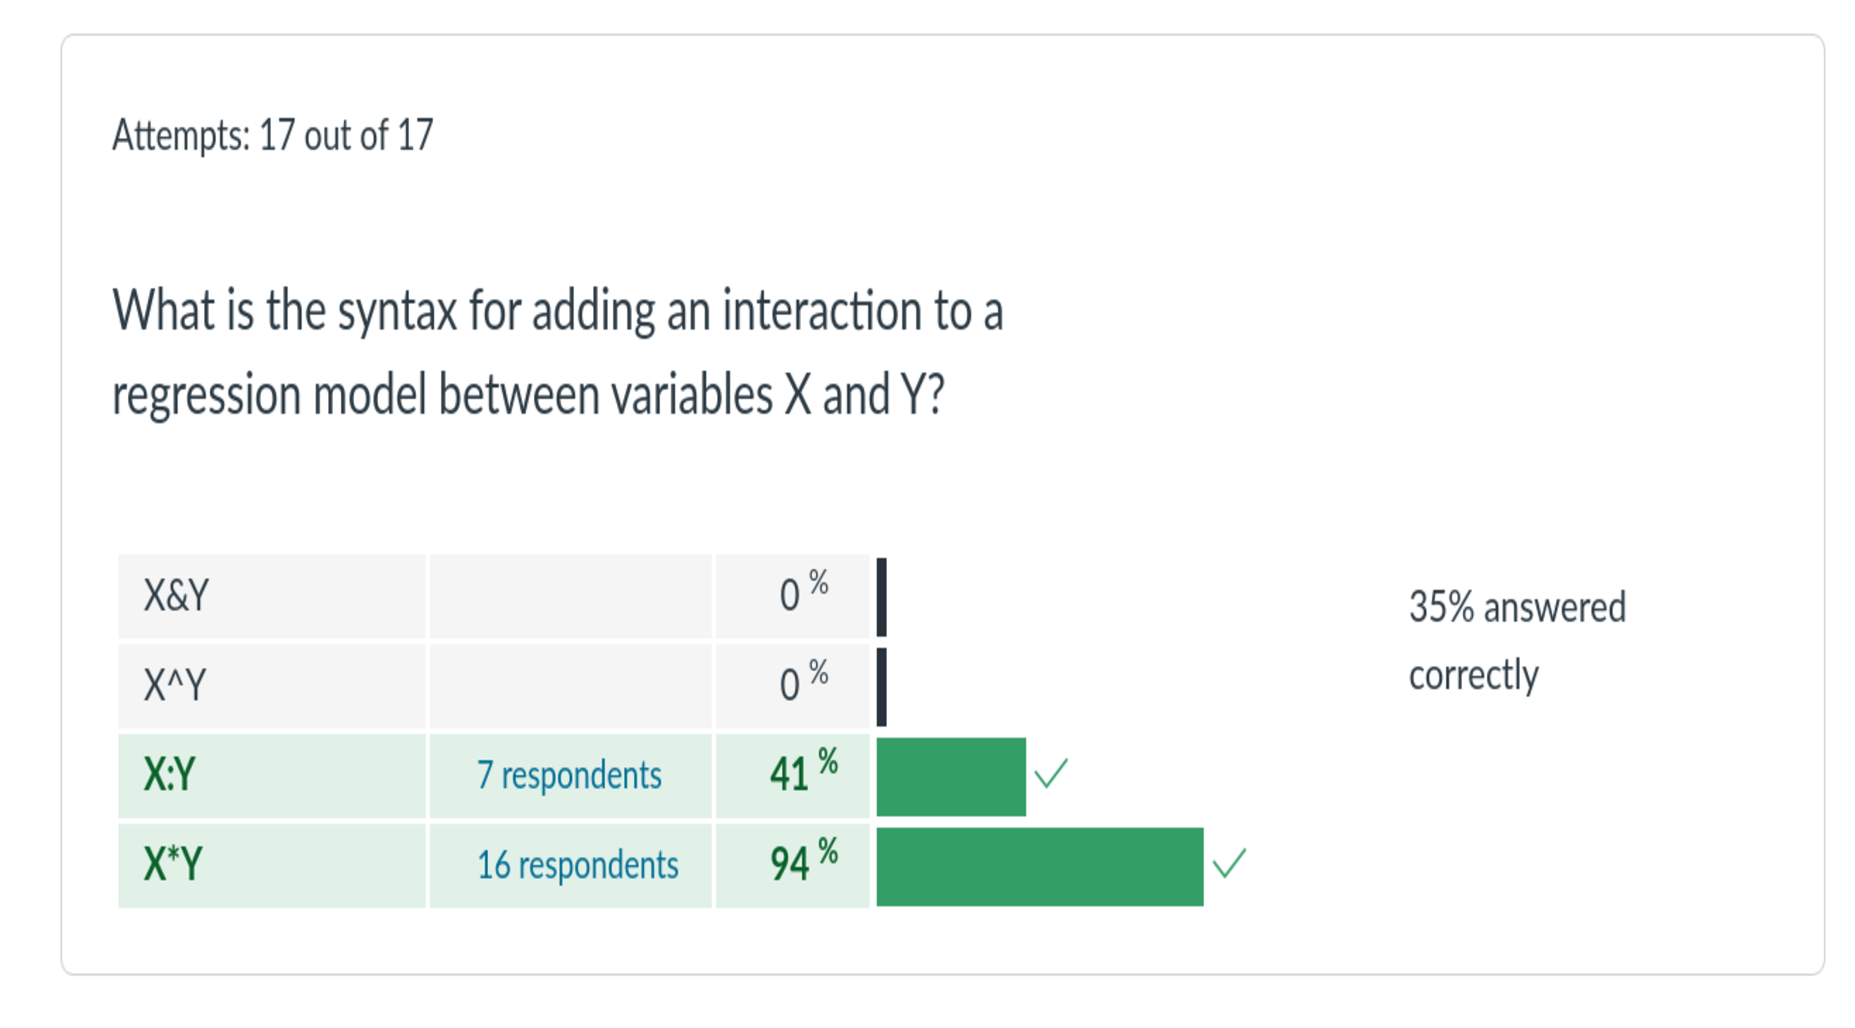 Attempts: 17 out of 17
What is the syntax for adding an interaction to a
regression model between variables X and Y?
X&Y 0 %
X^Y 0 %
X:Y 7 respondents 41 %
X*Y 16 respondents 94 %
35% answered
correctly